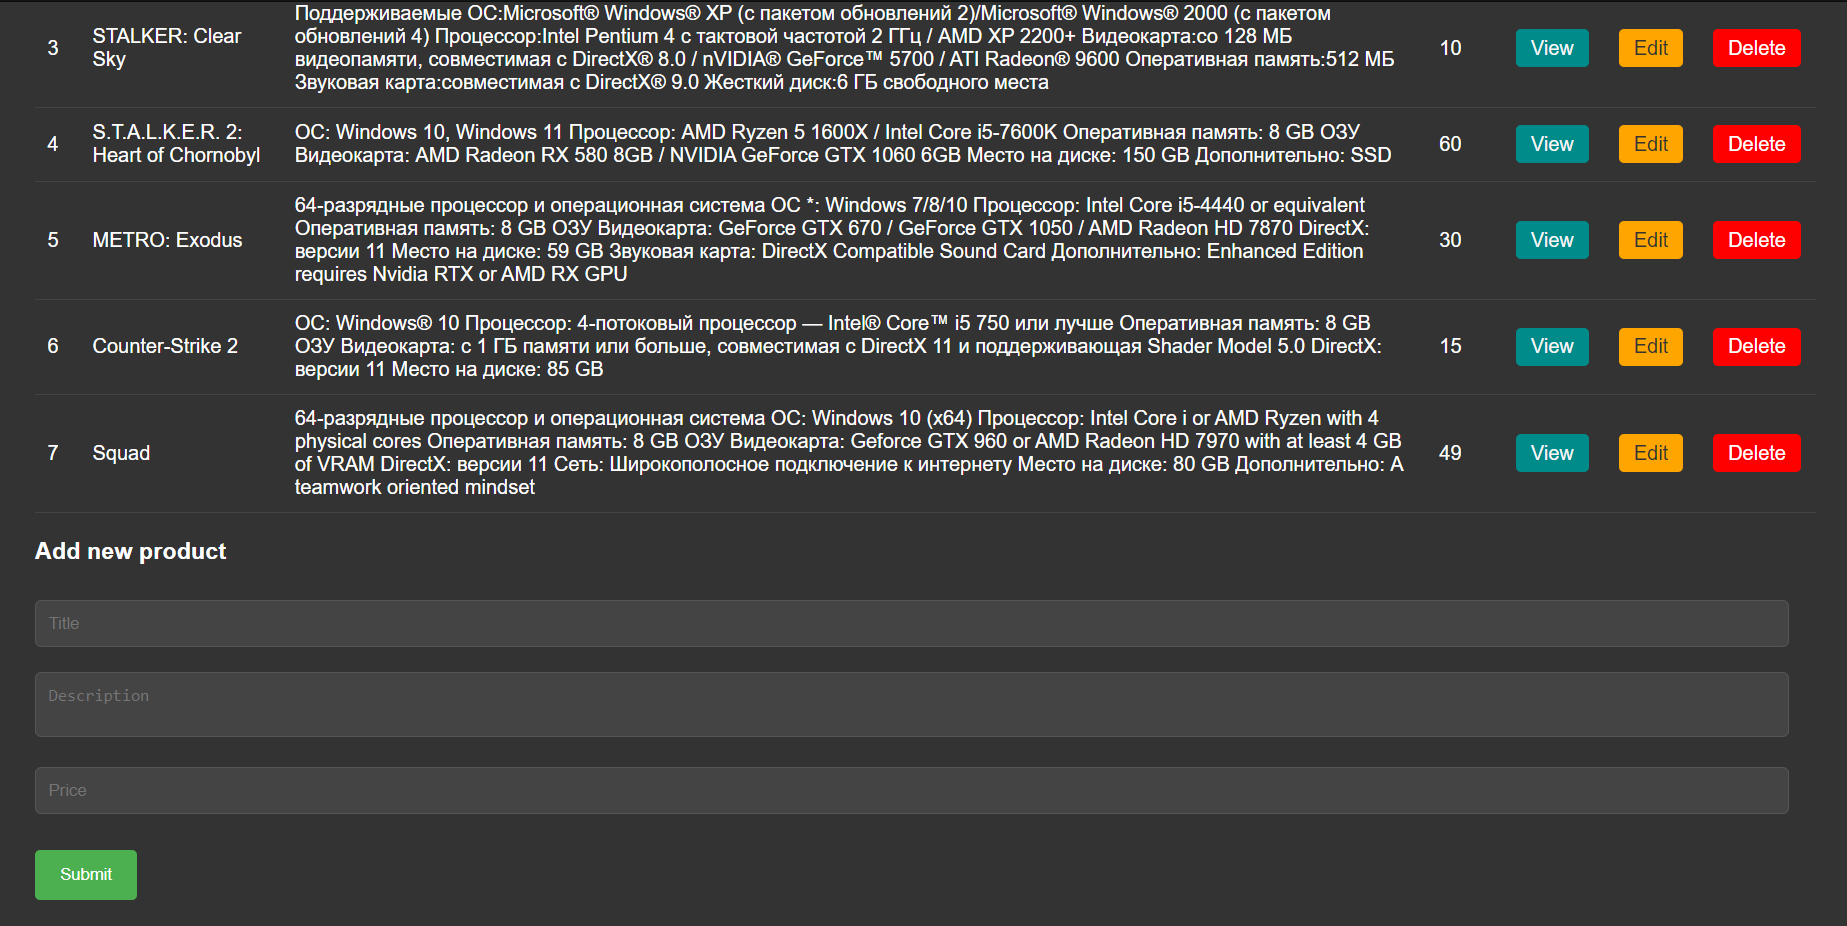 3
STALKER: Clear
Sky
Поддерживаемые ОС:Microsoft® Windows® XP (с пакетом обновлений 2)/Microsoft® Windows® 2000 (с пакетом
обновлений 4) Процессор:Intel Pentium 4 с тактовой частотой 2 ГГц / AMD XP 2200+ Видеокарта:со 128 МБ
видеопамяти, совместимая с DirectX® 8.0 / nVIDIA® GeForce™ 5700 / ATI Radeon® 9600 Оперативная память:512 МБ
Звуковая карта:совместимая с DirectX® 9.0 Жесткий диск:6 ГБ свободного места
10
View
Edit
Delete
4
S.T.A.L.K.E.R. 2:
Heart of Chornobyl
ОС: Windows 10, Windows 11 Процессор: AMD Ryzen 5 1600X / Intel Core i5-7600K Оперативная память: 8 GB ОЗУ
Видеокарта: AMD Radeon RX 580 8GB / NVIDIA GeForce GTX 1060 6GB Место на диске: 150 GB Дополнительно: SSD
60
View
Edit
Delete
5
METRO: Exodus
64-разрядные процессор и операционная система ОС *: Windows 7/8/10 Процессор: Intel Core i5-4440 or equivalent
Оперативная память: 8 GB ОЗУ Видеокарта: GeForce GTX 670 / GeForce GTX 1050 / AMD Radeon HD 7870 DirectX:
версии 11 Место на диске: 59 GB Звуковая карта: DirectX Compatible Sound Card Дополнительно: Enhanced Edition
requires Nvidia RTX or AMD RX GPU
30
View
Edit
Delete
6
Counter-Strike 2
ОС: Windows® 10 Процессор: 4-потоковый процессор — Intel® Core™ i5 750 или лучше Оперативная память: 8 GB
ОЗУ Видеокарта: с 1 ГБ памяти или больше, совместимая с DirectX 11 и поддерживающая Shader Model 5.0 DirectX:
версии 11 Место на диске: 85 GB
15
View
Edit
Delete
7
Squad
64-разрядные процессор и операционная система ОС: Windows 10 (x64) Процессор: Intel Core i or AMD Ryzen with 4
physical cores Оперативная память: 8 GB ОЗУ Видеокарта: Geforce GTX 960 or AMD Radeon HD 7970 with at least 4 GB
of VRAM DirectX: версии 11 Сеть: Широкополосное подключение к интернету Место на диске: 80 GB Дополнительно: A
teamwork oriented mindset
49
View
Edit
Delete
Add new product
Title
Description
Price
Submit